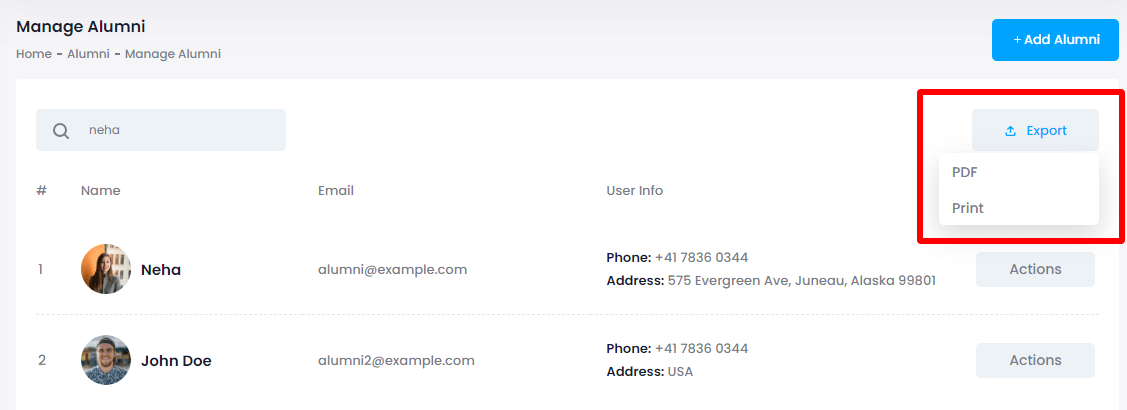 Manage Alumni
Home - Alumni - Manage Alumni
+ Add Alumni
neha
Export
PDF
Print
# Name Email User Info
1 Neha alumni@example.com Phone: +41 7836 0344 Address: 575 Evergreen Ave, Juneau, Alaska 99801 Actions
2 John Doe alumni2@example.com Phone: +41 7836 0344 Address: USA Actions